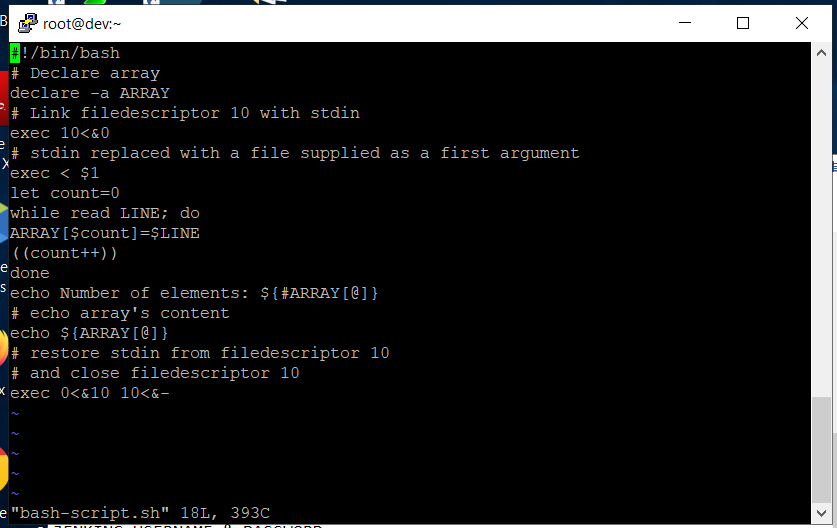 root@dev:~
#!/bin/bash
# Declare array
declare -a ARRAY
# Link filedescriptor 10 with stdin
exec 10<&0
# stdin replaced with a file supplied as a first argument
exec < $1
let count=0
while read LINE; do
ARRAY[$count]=$LINE
((count++))
done
echo Number of elements: ${#ARRAY[@]}
# echo array's content
echo ${ARRAY[@]}
# restore stdin from filedescriptor 10
# and close filedescriptor 10
exec 0<&10 10<&-
~
~
~
~
~
"bash-script.sh" 18L, 393C